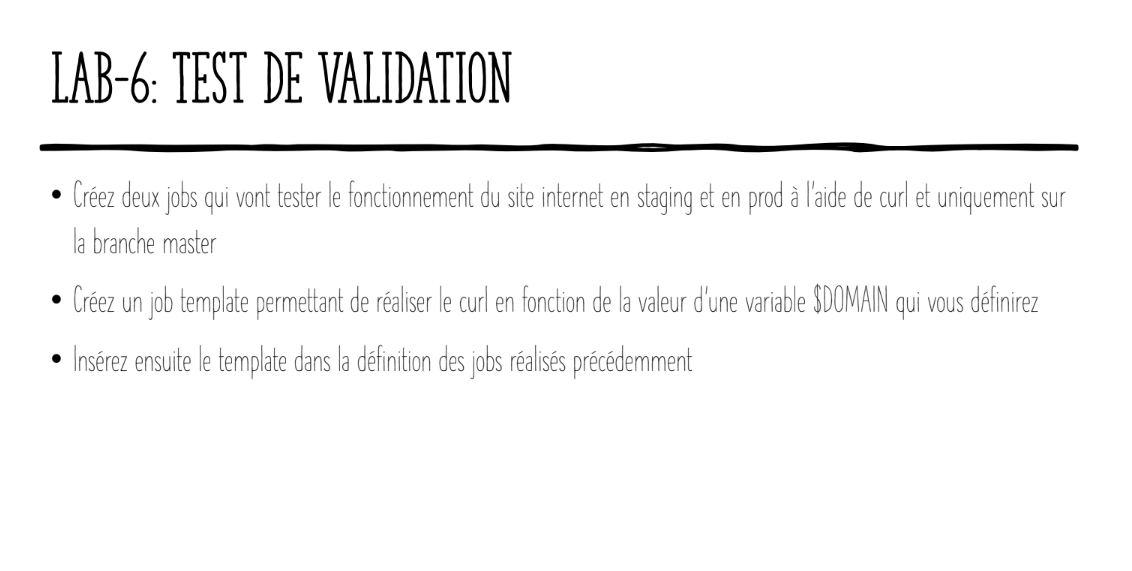 LAB-6: TEST DE VALIDATION
• Créez deux jobs qui vont tester le fonctionnement du site internet en staging et en prod à l'aide de curl et uniquement sur
la branche master
• Créez un job template permettant de réaliser le curl en fonction de la valeur d'une variable $DOMAIN qui vous définirez
• Insérez ensuite le template dans la définition des jobs réalisés précédemment